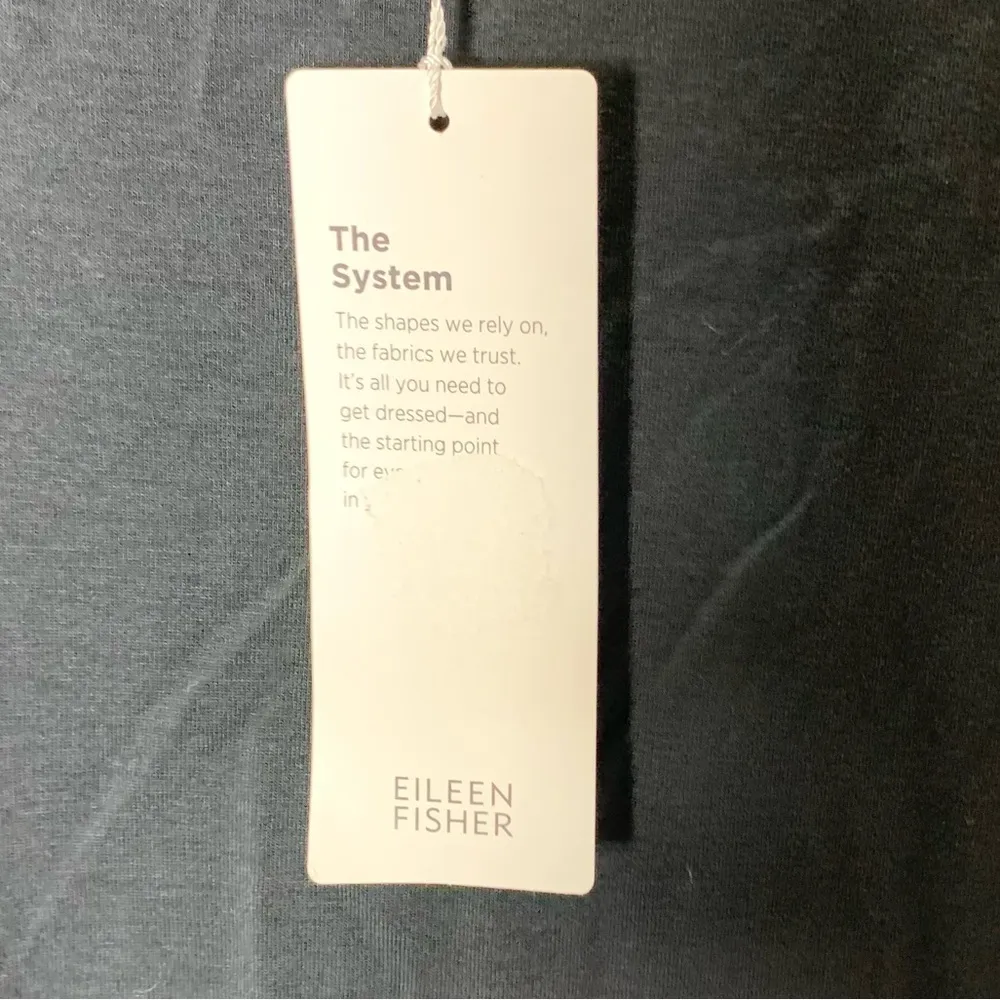 The
System
The shapes we rely on,
the fabrics we trust.
It's all you need to
get dressed—and
the starting point
for
in
EILEEN
FISHER